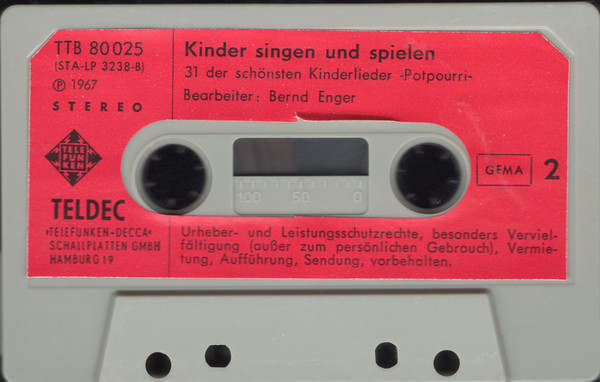 TTB 80025
(STA-LP 3238-B)
Ⓟ 1967
STEREO
Kinder singen und spielen
31 der schönsten Kinderlieder -Potpourri-
Bearbeiter: Bernd Enger
TELE
FUN
KEN
TELDEC
»TELEFUNKEN-DECCA«
SCHALLPLATTEN GMBH
HAMBURG 19
100 50 0
GEMA 2
Urheber- und Leistungsschutzrechte, besonders Verviel-
fältigung (außer zum persönlichen Gebrauch), Vermie-
tung, Aufführung, Sendung, vorbehalten.